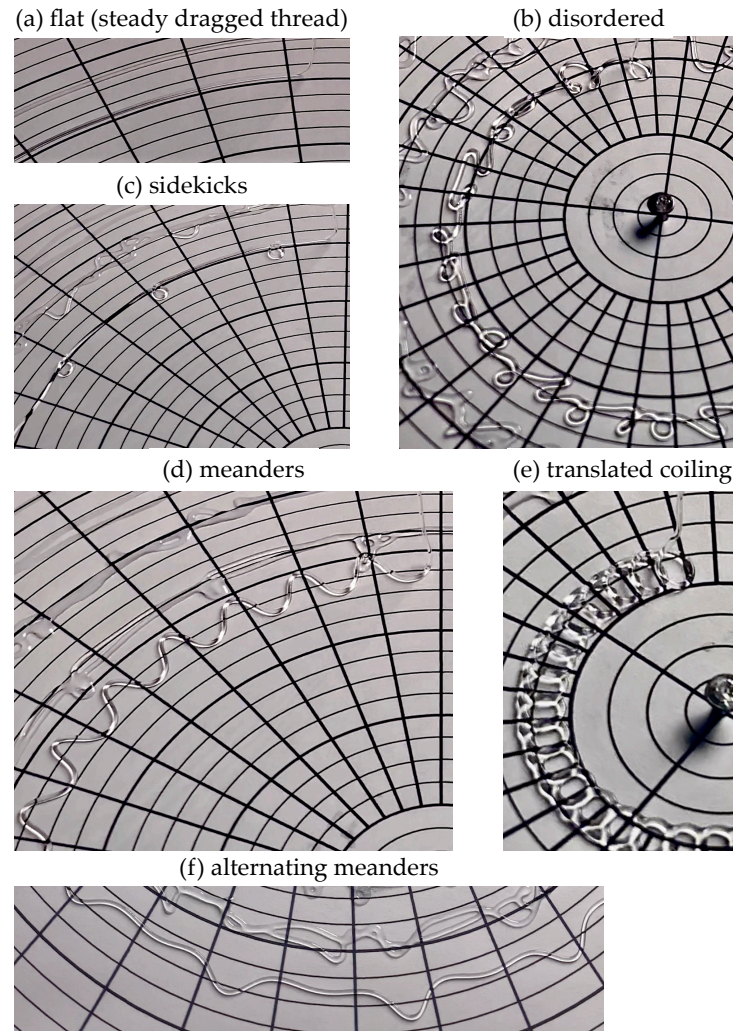 (a) flat (steady dragged thread)
(b) disordered
(c) sidekicks
(d) meanders
(e) translated coiling
(f) alternating meanders